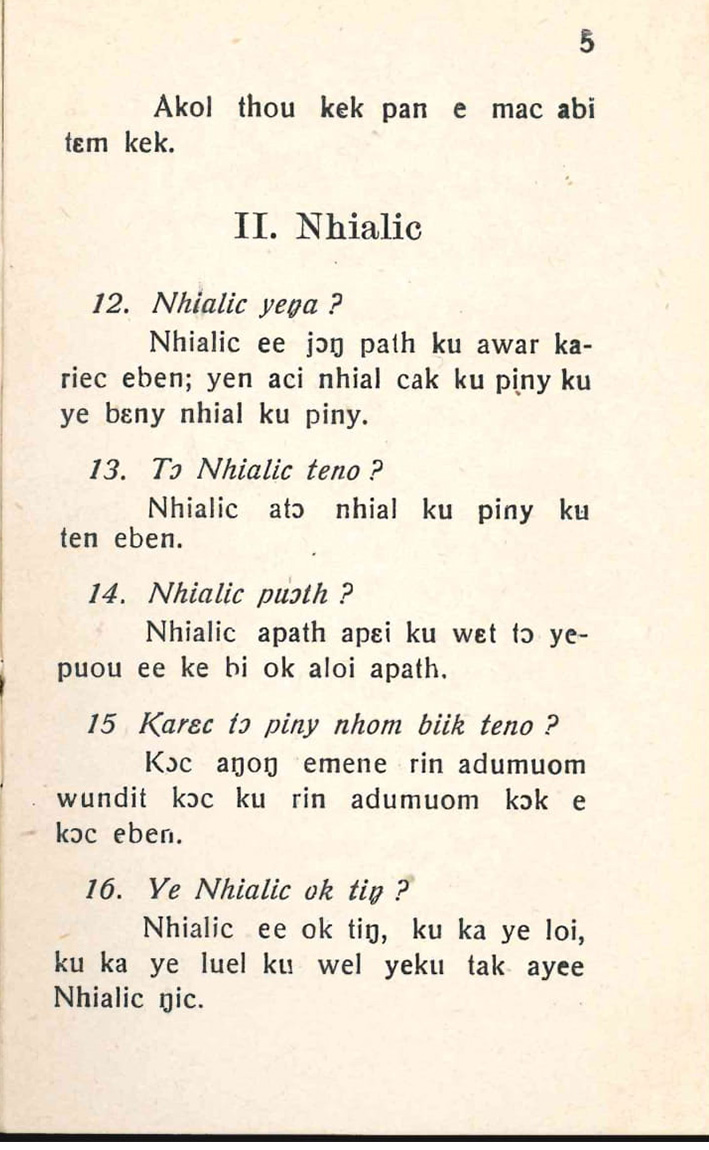 5
Akol thou kek pan e mac abi
tɛm kek.
II. Nhialic
12. Nhialic yeŋa ?
Nhialic ee jɔŋ path ku awar ka-
riec eben; yen aci nhial cak ku piny ku
ye bɛny nhial ku piny.
13. Tɔ Nhialic teno ?
Nhialic atɔ nhial ku piny ku
ten eben.
14. Nhialic puɔth ?
Nhialic apath apɛi ku wɛt tɔ ye-
puou ee ke bi ok aloi apath.
15 Karɛc tɔ piny nhom biik teno ?
Kɔc aŋoŋ emene rin adumuom
wundit kɔc ku rin adumuom kɔk e
kɔc eben.
16. Ye Nhialic ok tiŋ ?
Nhialic ee ok tiŋ, ku ka ye loi,
ku ka ye luel ku wel yeku tak ayee
Nhialic ŋic.